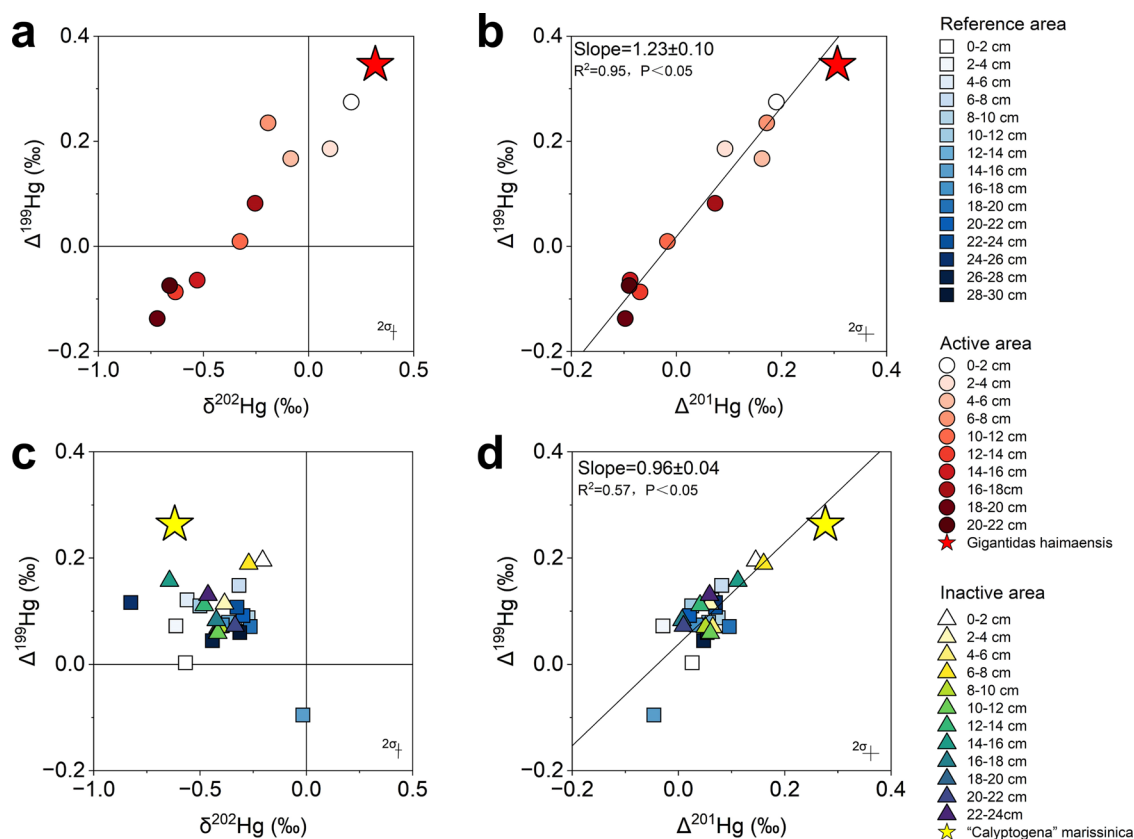 a
0.4
0.2
0.0
−0.2
Δ¹⁹⁹Hg (‰)
2σ
−1.0 −0.5 0.0 0.5
δ²⁰²Hg (‰)
b
Slope=1.23±0.10
R²=0.95，P＜0.05
0.4
0.2
0.0
−0.2
Δ¹⁹⁹Hg (‰)
2σ
−0.2 0.0 0.2 0.4
Δ²⁰¹Hg (‰)
c
0.4
0.2
0.0
−0.2
Δ¹⁹⁹Hg (‰)
2σ
−1.0 −0.5 0.0 0.5
δ²⁰²Hg (‰)
d
Slope=0.96±0.04
R²=0.57，P＜0.05
0.4
0.2
0.0
−0.2
Δ¹⁹⁹Hg (‰)
2σ
−0.2 0.0 0.2 0.4
Δ²⁰¹Hg (‰)
Reference area
0-2 cm
2-4 cm
4-6 cm
6-8 cm
8-10 cm
10-12 cm
12-14 cm
14-16 cm
16-18 cm
18-20 cm
20-22 cm
22-24 cm
24-26 cm
26-28 cm
28-30 cm
Active area
0-2 cm
2-4 cm
4-6 cm
6-8 cm
10-12 cm
12-14 cm
14-16 cm
16-18cm
18-20 cm
20-22 cm
Gigantidas haimaensis
Inactive area
0-2 cm
2-4 cm
4-6 cm
6-8 cm
8-10 cm
10-12 cm
12-14 cm
14-16 cm
16-18 cm
18-20 cm
20-22 cm
22-24cm
“Calyptogena” marissinica